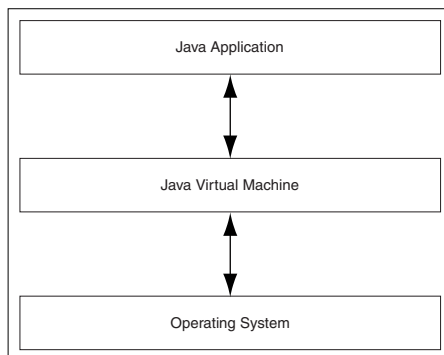 Java Application
Java Virtual Machine
Operating System